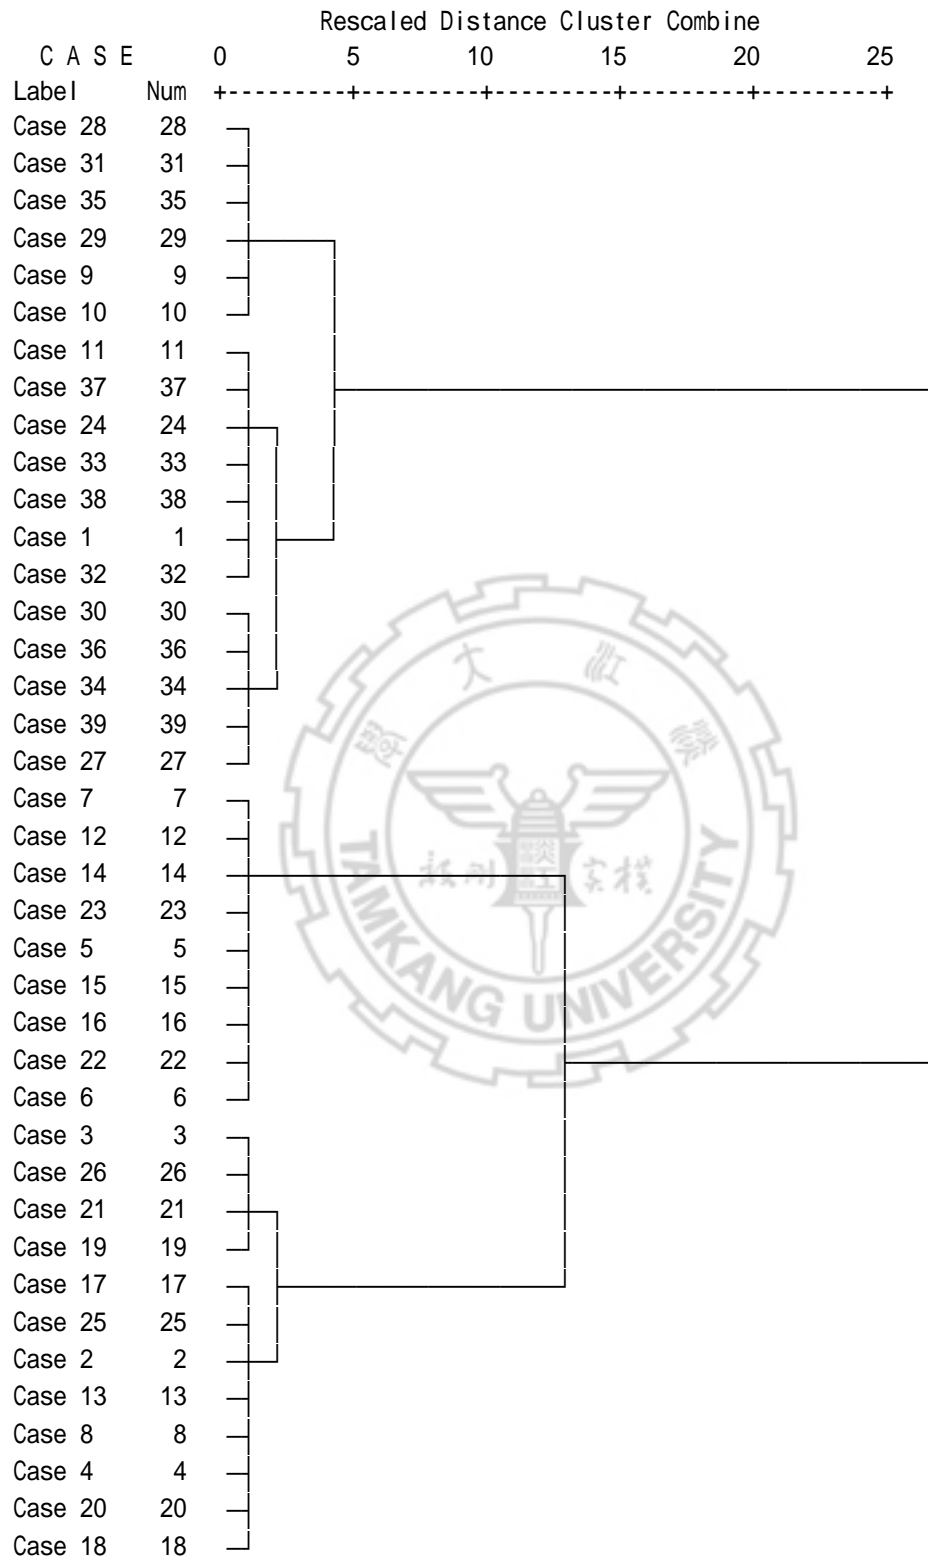 Rescaled Distance Cluster Combine
C A S E 0 5 10 15 20 25
Label Num +---------+---------+---------+---------+---------+
Case 28 28
Case 31 31
Case 35 35
Case 29 29
Case 9 9
Case 10 10
Case 11 11
Case 37 37
Case 24 24
Case 33 33
Case 38 38
Case 1 1
Case 32 32
Case 30 30
Case 36 36
Case 34 34
Case 39 39
Case 27 27
Case 7 7
Case 12 12
Case 14 14
Case 23 23
Case 5 5
Case 15 15
Case 16 16
Case 22 22
Case 6 6
Case 3 3
Case 26 26
Case 21 21
Case 19 19
Case 17 17
Case 25 25
Case 2 2
Case 13 13
Case 8 8
Case 4 4
Case 20 20
Case 18 18
TAMKANG UNIVERSITY